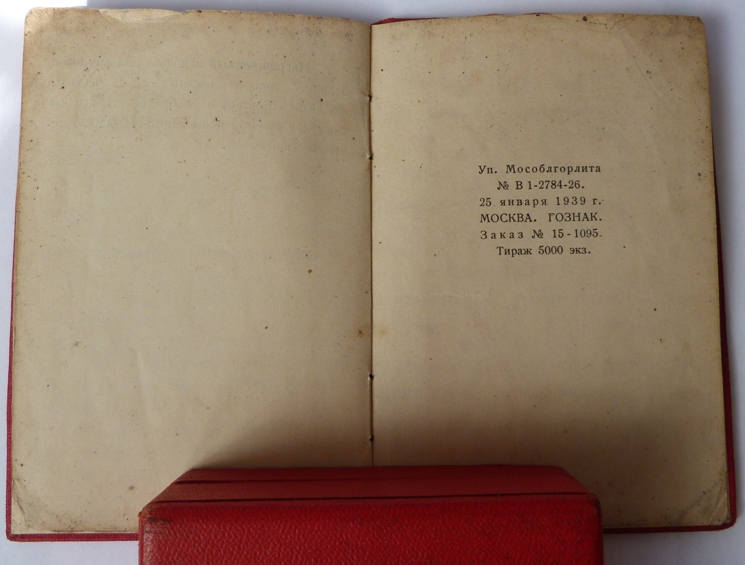 Уп. Мособлгорлита
№ В 1-2784-26.
25 января 1939 г.
МОСКВА. ГОЗНАК.
Заказ № 15-1095.
Тираж 5000 экз.